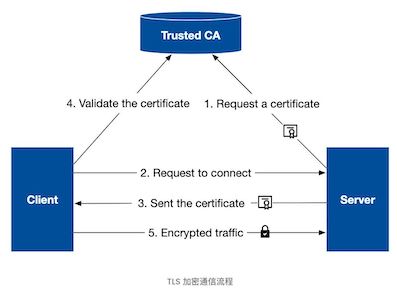 Trusted CA
4. Validate the certificate
1. Request a certificate
Client
2. Request to connect
3. Sent the certificate
5. Encrypted traffic
Server
TLS 加密通信流程